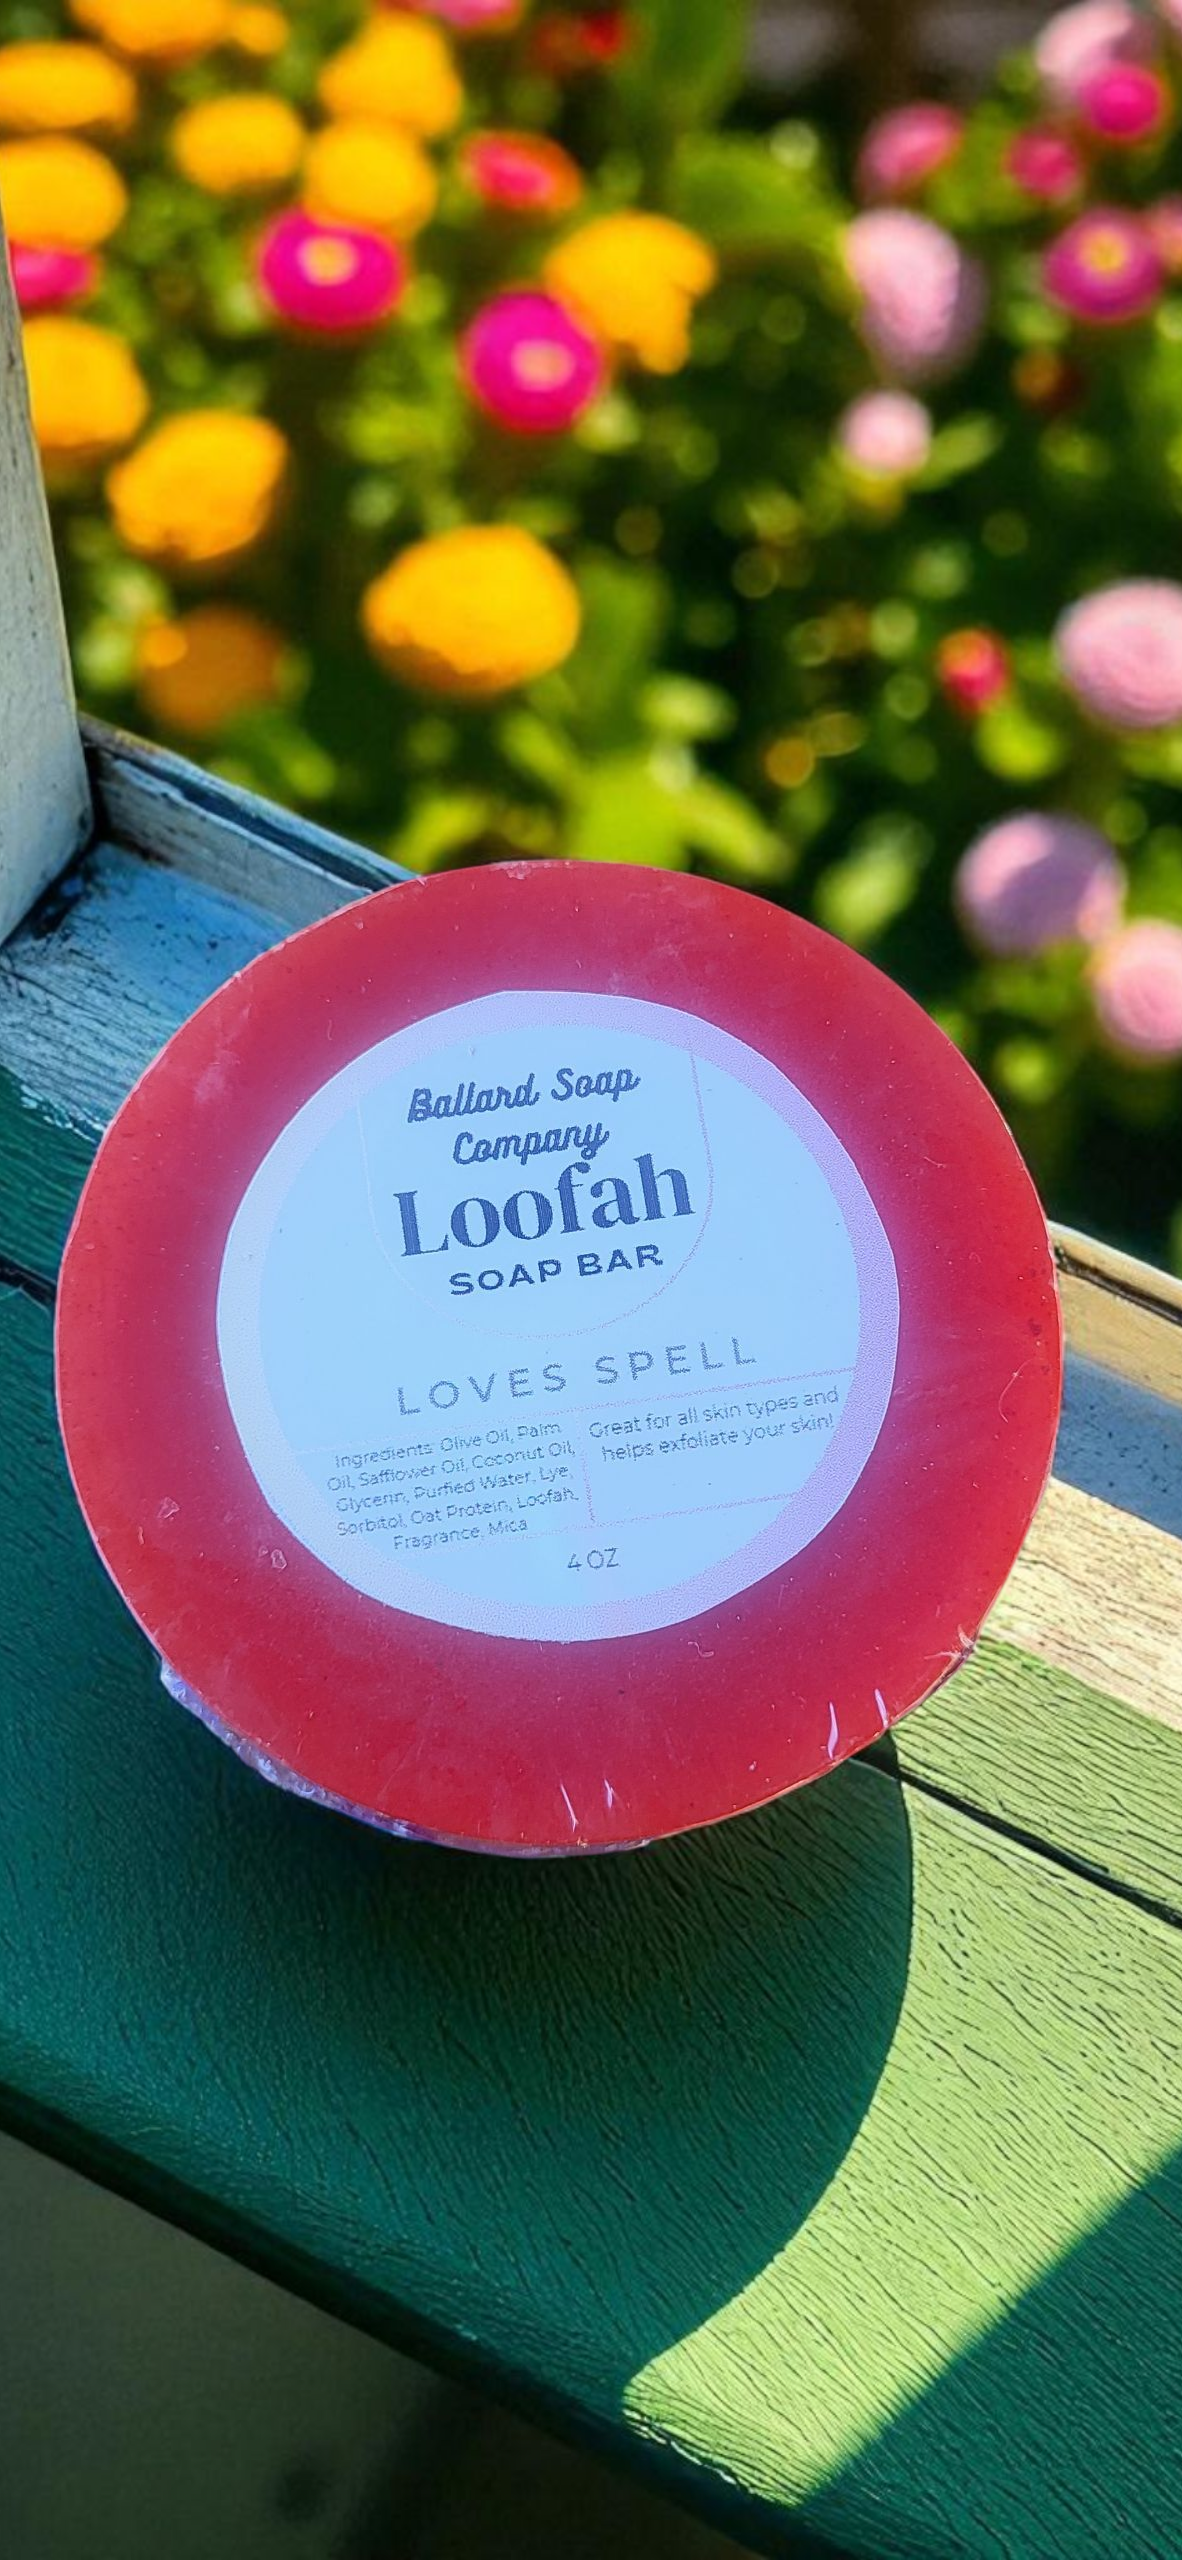 Ballard Soap
Company
Loofah
SOAP BAR
LOVES SPELL
Ingredients: Olive Oil, Palm
Oil, Safflower Oil, Coconut Oil,
Glycerin, Purified Water, Lye,
Sorbitol, Oat Protein, Loofah,
Fragrance, Mica
Great for all skin types and
helps exfoliate your skin!
4 OZ